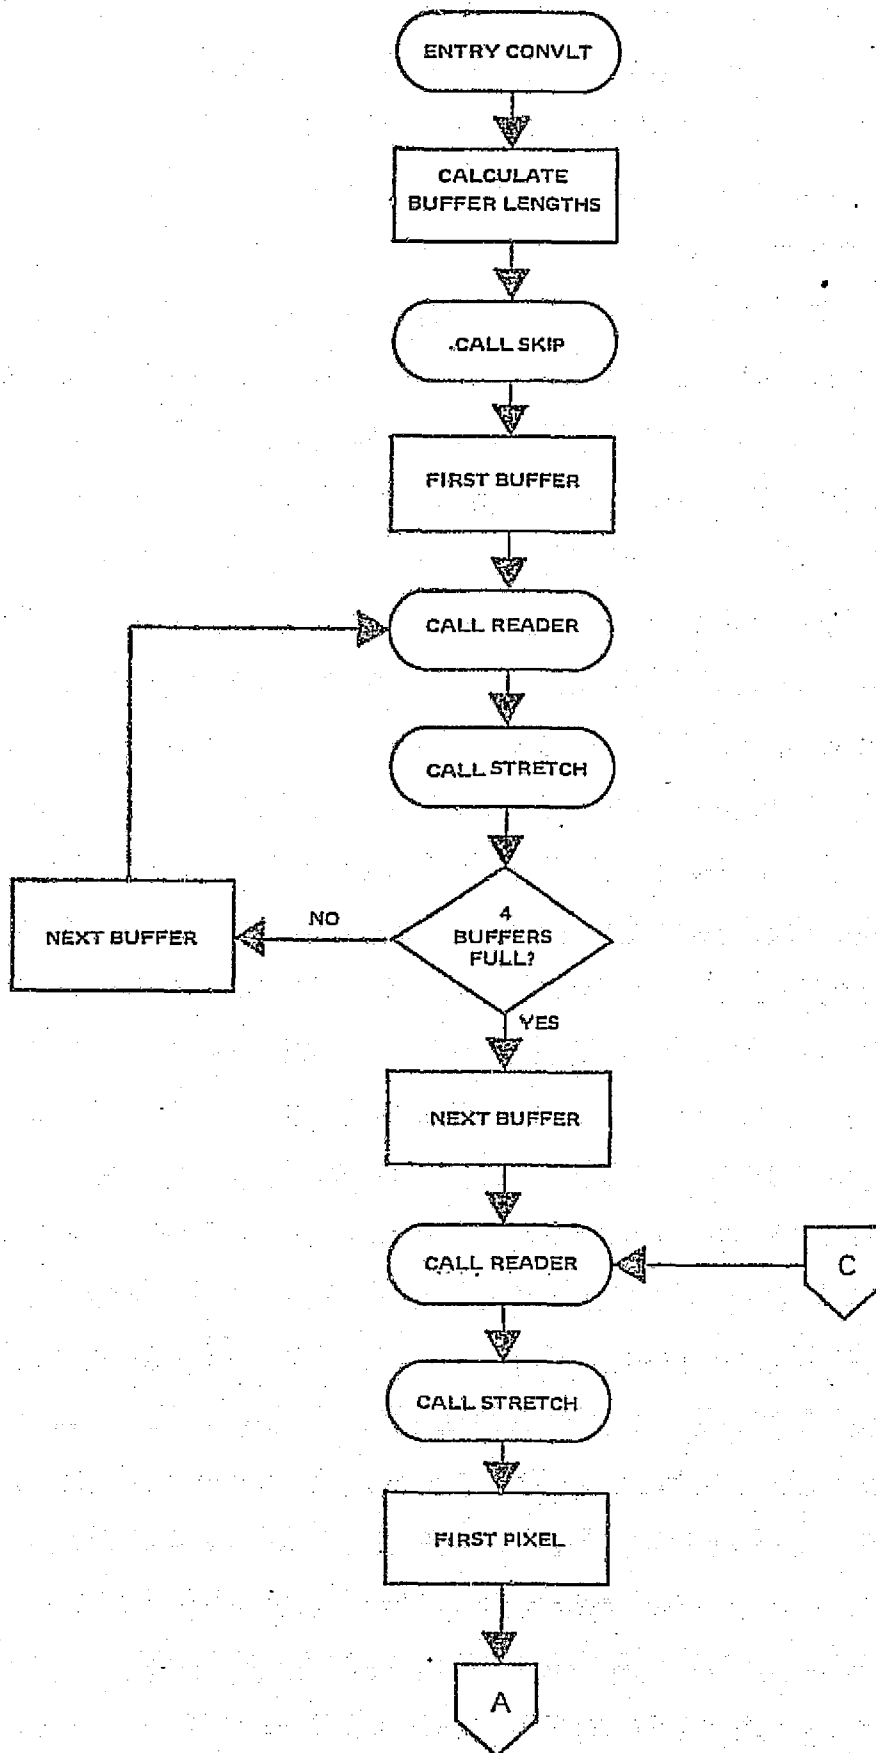 ENTRY CONVLT
CALCULATE
BUFFER LENGTHS
CALL SKIP
FIRST BUFFER
CALL READER
CALL STRETCH
4
BUFFERS
FULL?
NO
NEXT BUFFER
YES
NEXT BUFFER
CALL READER
C
CALL STRETCH
FIRST PIXEL
A